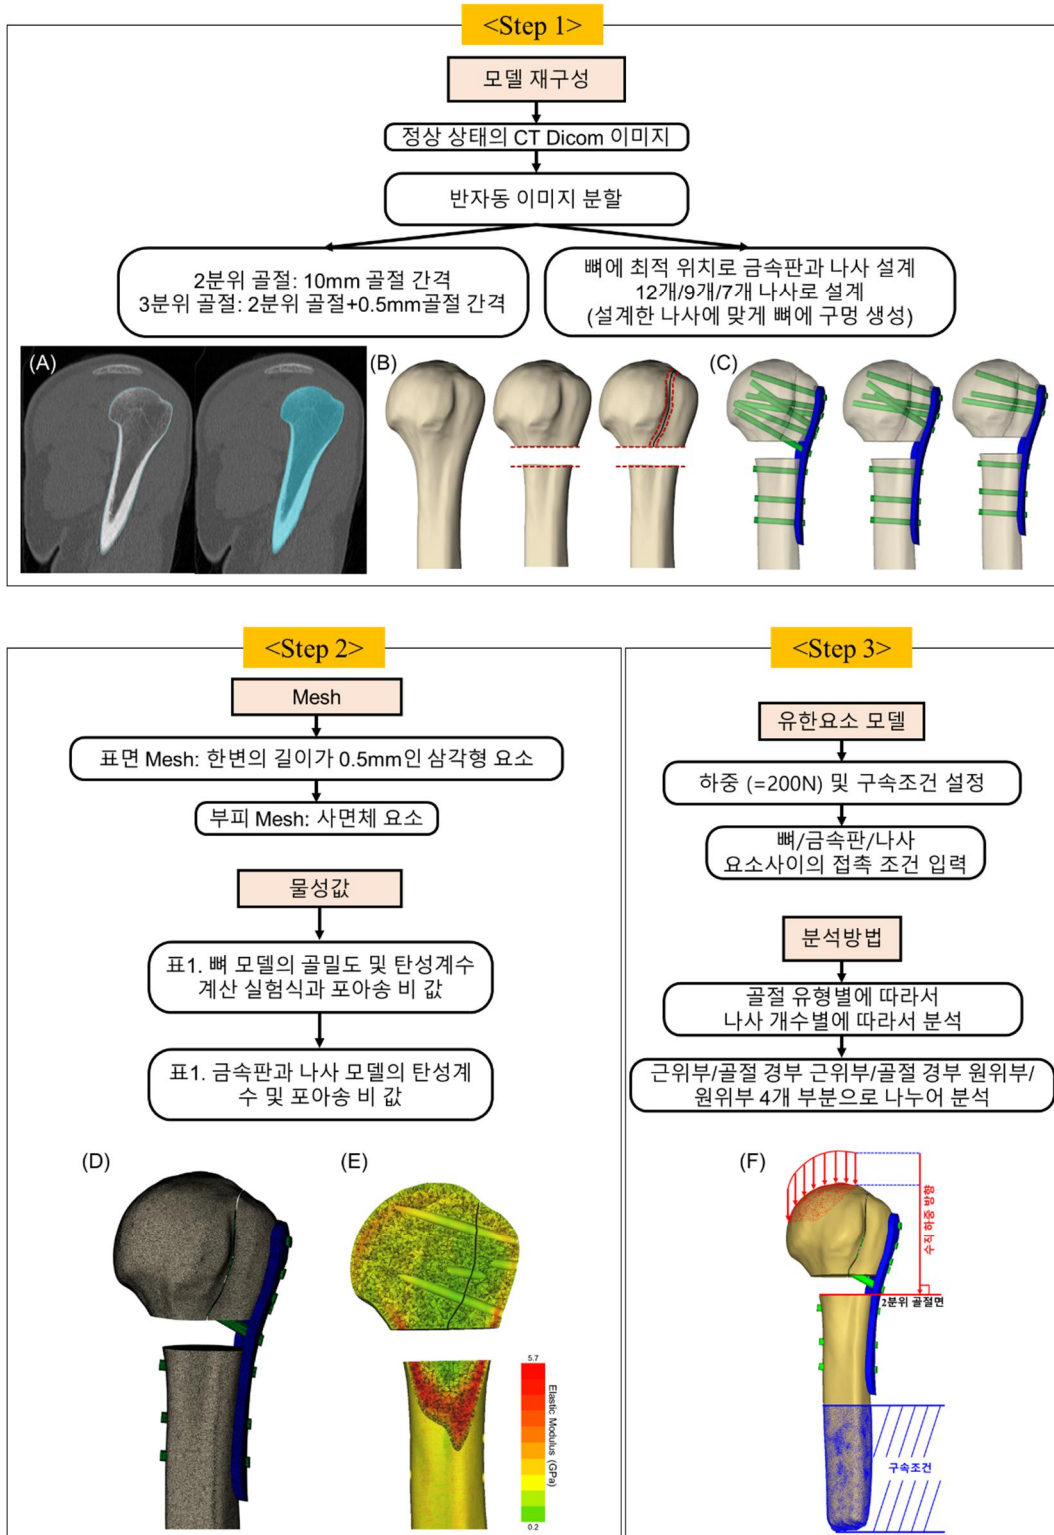 <Step 1>
모델 재구성
정상 상태의 CT Dicom 이미지
반자동 이미지 분할
2분위 골절: 10mm 골절 간격
3분위 골절: 2분위 골절+0.5mm골절 간격
뼈에 최적 위치로 금속판과 나사 설계
12개/9개/7개 나사로 설계
(설계한 나사에 맞게 뼈에 구멍 생성)
(A)
(B)
(C)
<Step 2>
Mesh
표면 Mesh: 한변의 길이가 0.5mm인 삼각형 요소
부피 Mesh: 사면체 요소
물성값
표1. 뼈 모델의 골밀도 및 탄성계수
계산 실험식과 포아송 비 값
표1. 금속판과 나사 모델의 탄성계
수 및 포아송 비 값
(D)
(E)
5.7
Elastic Modulus (GPa)
0.2
<Step 3>
유한요소 모델
하중 (=200N) 및 구속조건 설정
뼈/금속판/나사
요소사이의 접촉 조건 입력
분석방법
골절 유형별에 따라서
나사 개수별에 따라서 분석
근위부/골절 경부 근위부/골절 경부 원위부/
원위부 4개 부분으로 나누어 분석
(F)
수직 하중 방향
2분위 골절면
구속조건